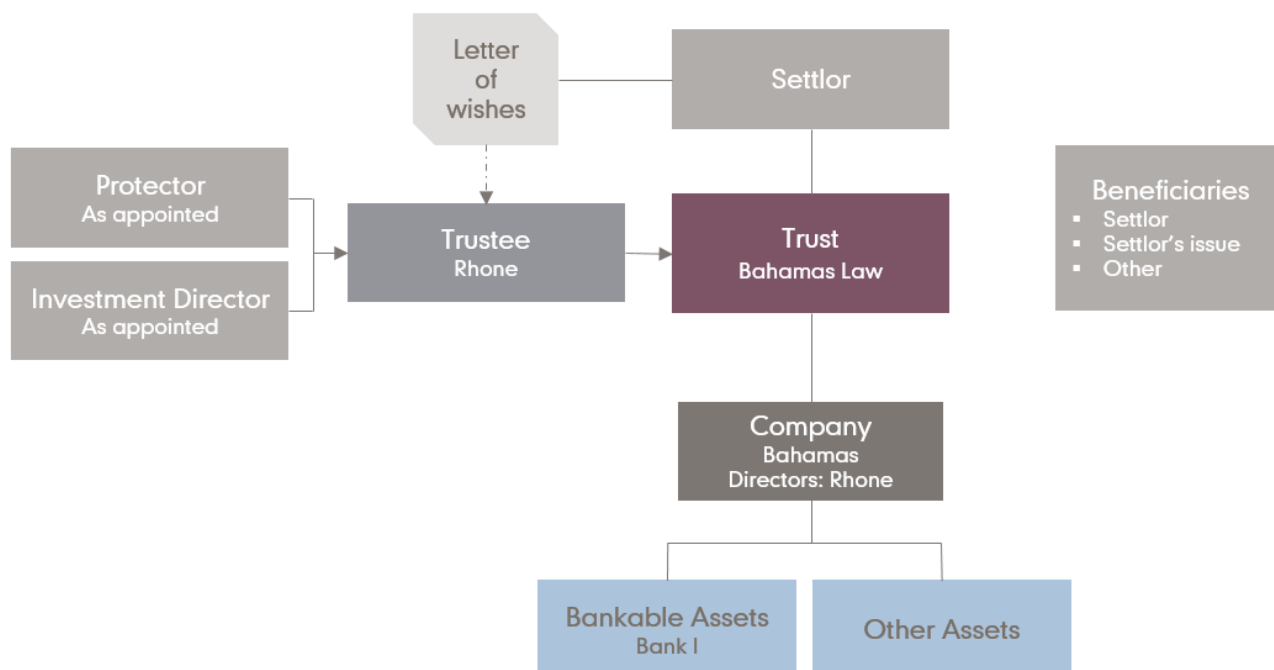 Letter
of
wishes
Settlor
Protector
As appointed
Investment Director
As appointed
Trustee
Rhone
Trust
Bahamas Law
Beneficiaries
▪ Settlor
▪ Settlor's issue
▪ Other
Company
Bahamas
Directors: Rhone
Bankable Assets
Bank I
Other Assets